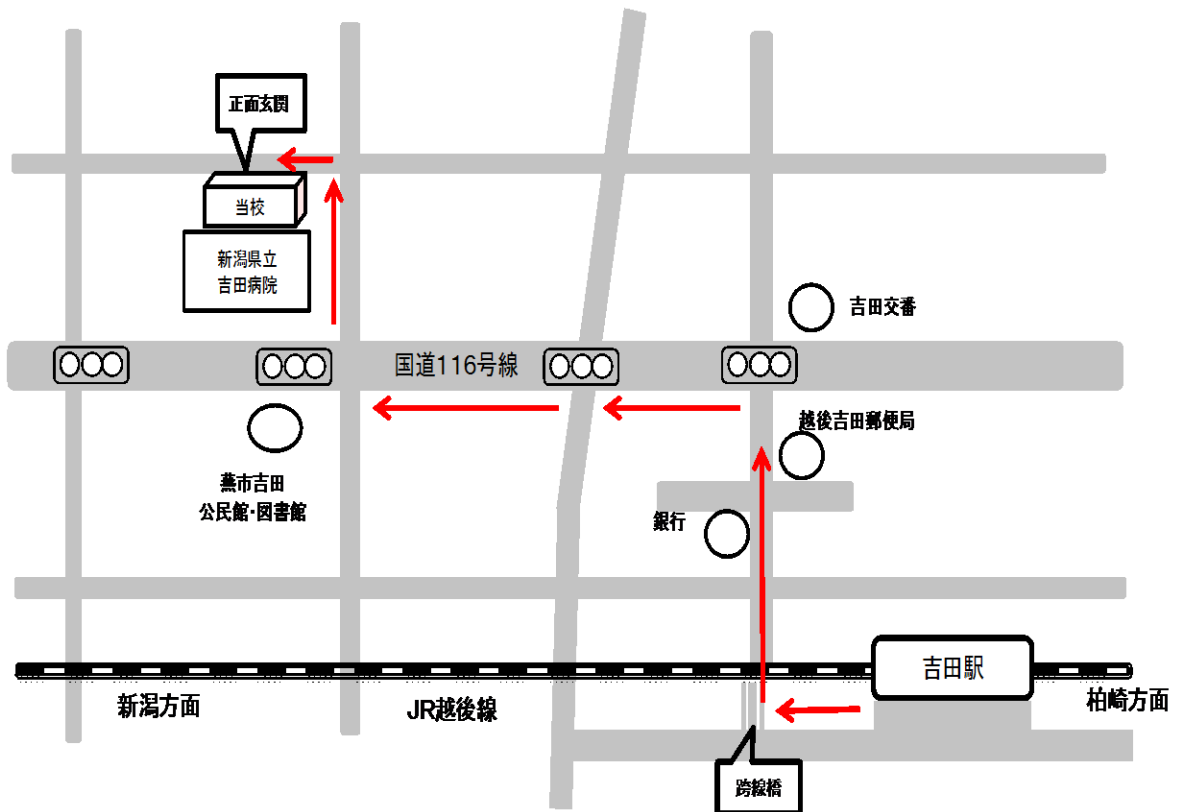 正面玄関
当校
新潟県立
吉田病院
吉田交番
国道116号線
越後吉田郵便局
燕市吉田
公民館・図書館
銀行
吉田駅
新潟方面
JR越後線
柏崎方面
跨線橋